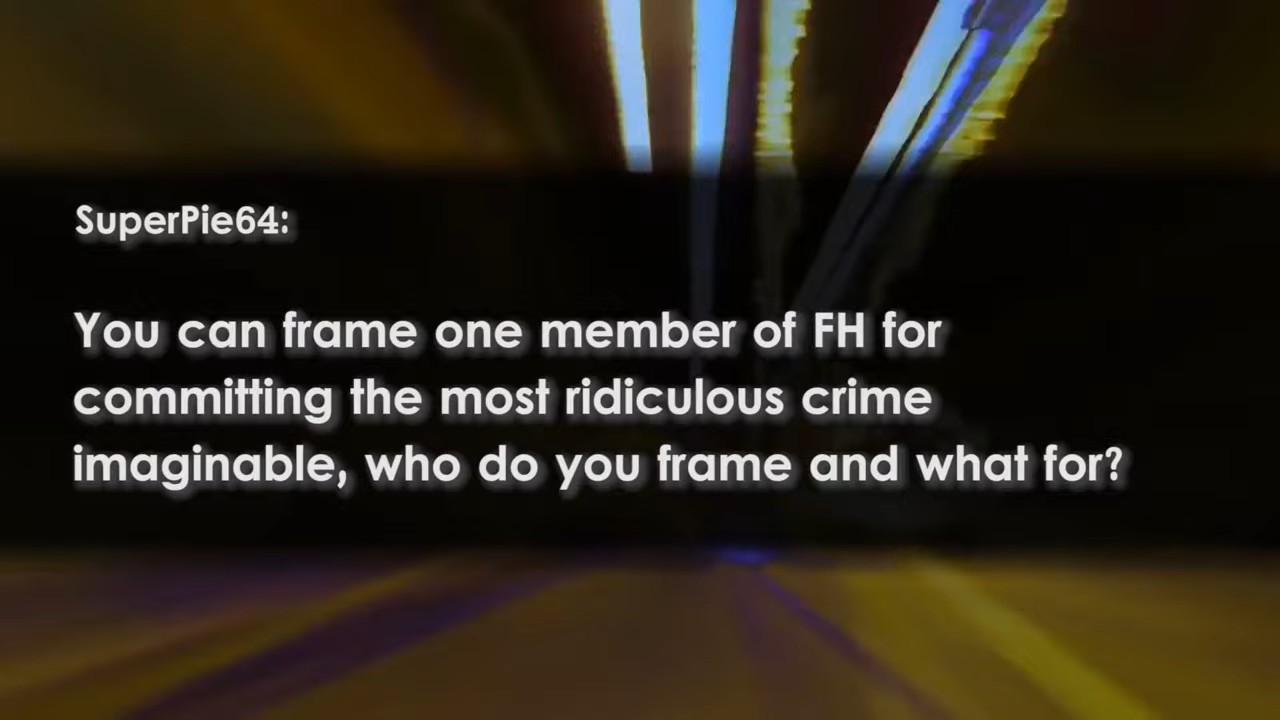 SuperPie64:
You can frame one member of FH for
committing the most ridiculous crime
imaginable, who do you frame and what for?